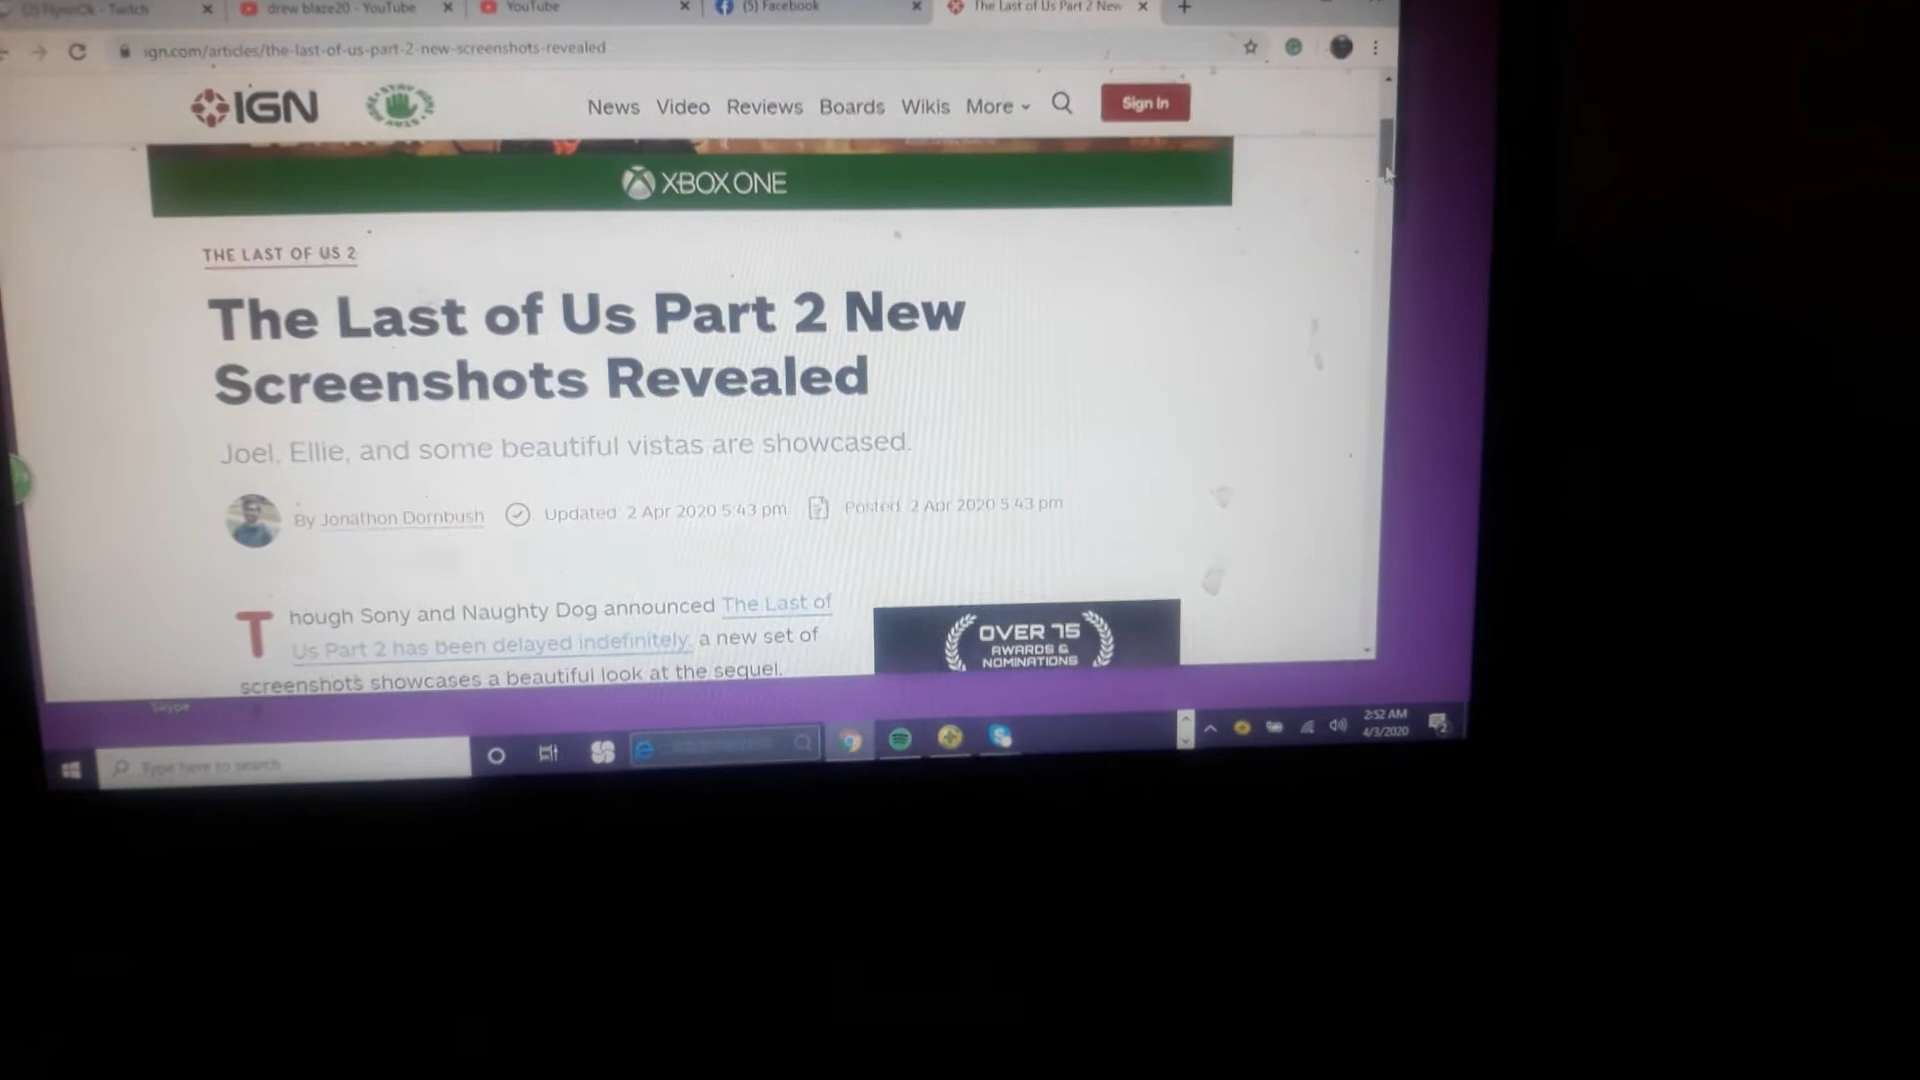 drew blaze20 - YouTube
YouTube
(5) Facebook
The Last of Us Part 2 New
ign.com/articles/the-last-of-us-part-2-new-screenshots-revealed
IGN
News Video Reviews Boards Wikis More
Sign In
XBOX ONE
THE LAST OF US 2
The Last of Us Part 2 New
Screenshots Revealed
Joel, Ellie, and some beautiful vistas are showcased.
By Jonathon Dornbush Updated: 2 Apr 2020 5:43 pm Posted: 2 Apr 2020 5:43 pm
Though Sony and Naughty Dog announced The Last of
Us Part 2 has been delayed indefinitely, a new set of
screenshots showcases a beautiful look at the sequel.
OVER 75
AWARDS &
NOMINATIONS
Skype
Type here to search
2:52 AM
4/3/2020